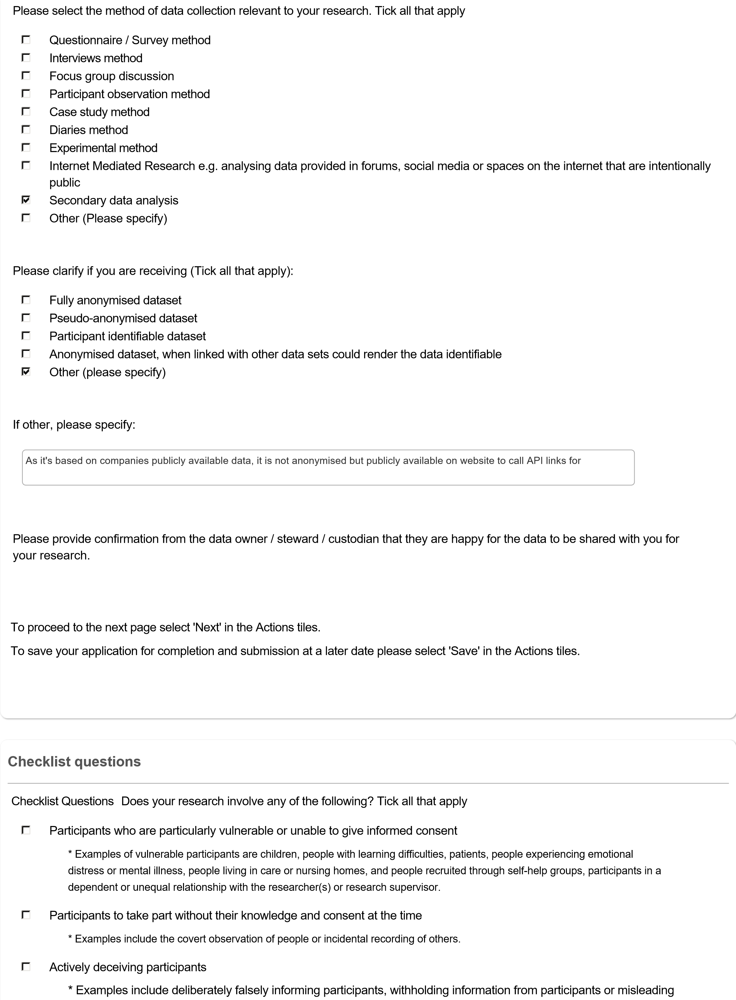 Please select the method of data collection relevant to your research. Tick all that apply
Questionnaire / Survey method
Interviews method
Focus group discussion
Participant observation method
Case study method
Diaries method
Experimental method
Internet Mediated Research e.g. analysing data provided in forums, social media or spaces on the internet that are intentionally
public
Secondary data analysis
Other (Please specify)
Please clarify if you are receiving (Tick all that apply):
Fully anonymised dataset
Pseudo-anonymised dataset
Participant identifiable dataset
Anonymised dataset, when linked with other data sets could render the data identifiable
Other (please specify)
If other, please specify:
As it's based on companies publicly available data, it is not anonymised but publicly available on website to call API links for
Please provide confirmation from the data owner / steward / custodian that they are happy for the data to be shared with you for
your research.
To proceed to the next page select 'Next' in the Actions tiles.
To save your application for completion and submission at a later date please select 'Save' in the Actions tiles.
Checklist questions
Checklist Questions  Does your research involve any of the following? Tick all that apply
Participants who are particularly vulnerable or unable to give informed consent
* Examples of vulnerable participants are children, people with learning difficulties, patients, people experiencing emotional
distress or mental illness, people living in care or nursing homes, and people recruited through self-help groups, participants in a
dependent or unequal relationship with the researcher(s) or research supervisor.
Participants to take part without their knowledge and consent at the time
* Examples include the covert observation of people or incidental recording of others.
Actively deceiving participants
* Examples include deliberately falsely informing participants, withholding information from participants or misleading